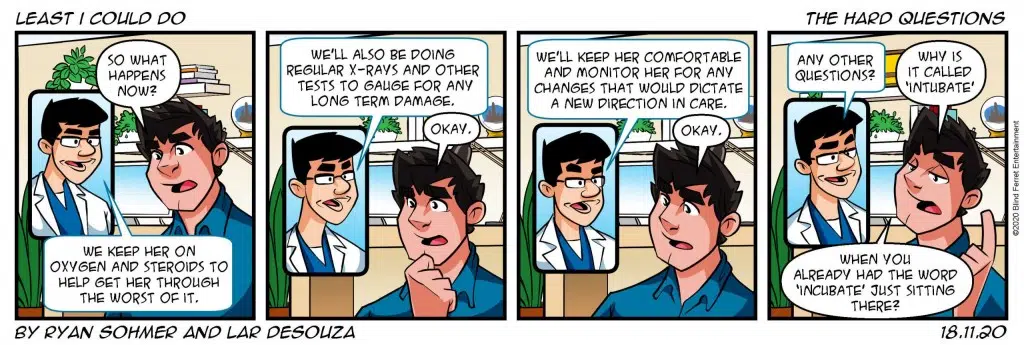 LEAST I COULD DO
THE HARD QUESTIONS
SO WHAT
HAPPENS
NOW?
WE KEEP HER ON
OXYGEN AND STEROIDS TO
HELP GET HER THROUGH
THE WORST OF IT.
WE'LL ALSO BE DOING
REGULAR X-RAYS AND OTHER
TESTS TO GAUGE FOR ANY
LONG TERM DAMAGE.
OKAY.
WE'LL KEEP HER COMFORTABLE
AND MONITOR HER FOR ANY
CHANGES THAT WOULD DICTATE
A NEW DIRECTION IN CARE.
OKAY.
ANY OTHER
QUESTIONS?
WHY IS
IT CALLED
'INTUBATE'
WHEN YOU
ALREADY HAD THE WORD
'INCUBATE' JUST SITTING
THERE?
©2020 Blind Ferret Entertainment
BY RYAN SOHMER AND LAR DESOUZA
18.11.20